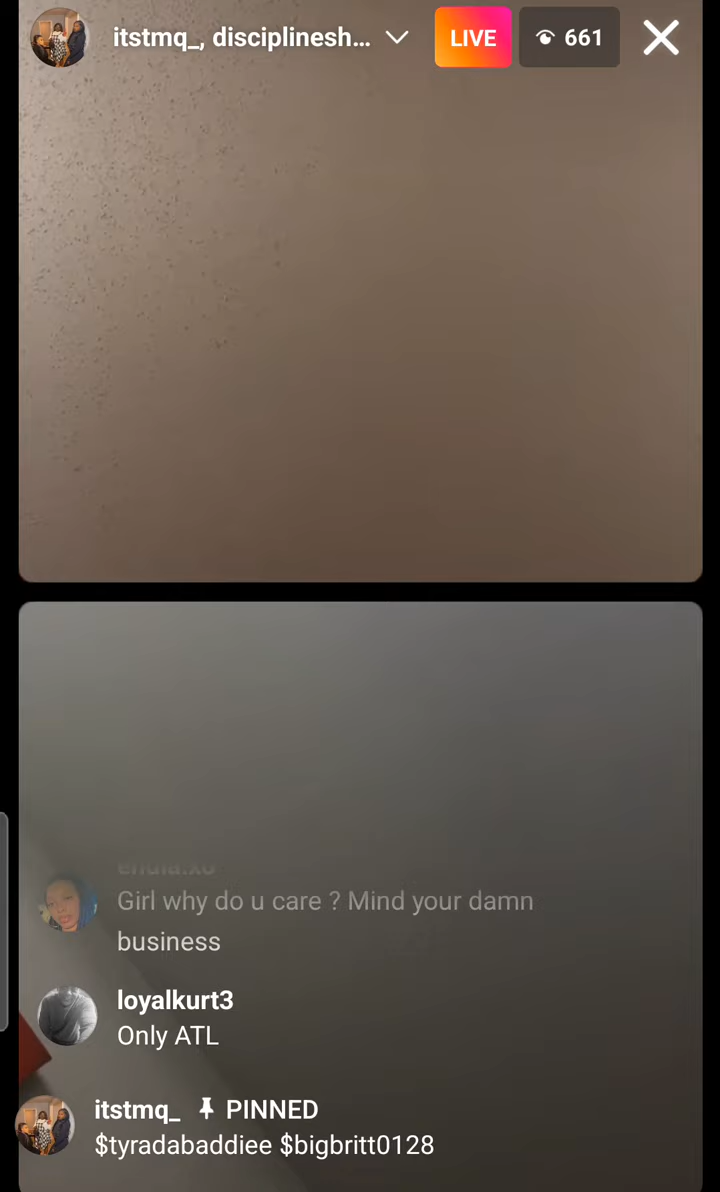 itstmq_, disciplinesh...
LIVE
661
Girl why do u care ? Mind your damn
business
loyalkurt3
Only ATL
itstmq_ PINNED
$tyradabaddiee $bigbritt0128